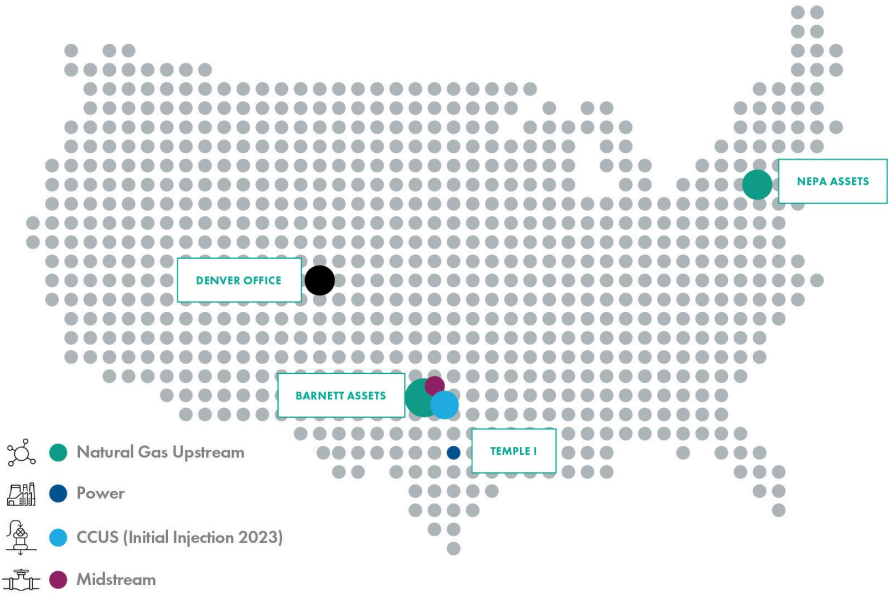 NEPA ASSETS
DENVER OFFICE
BARNETT ASSETS
TEMPLE I
Natural Gas Upstream
Power
CCUS (Initial Injection 2023)
Midstream